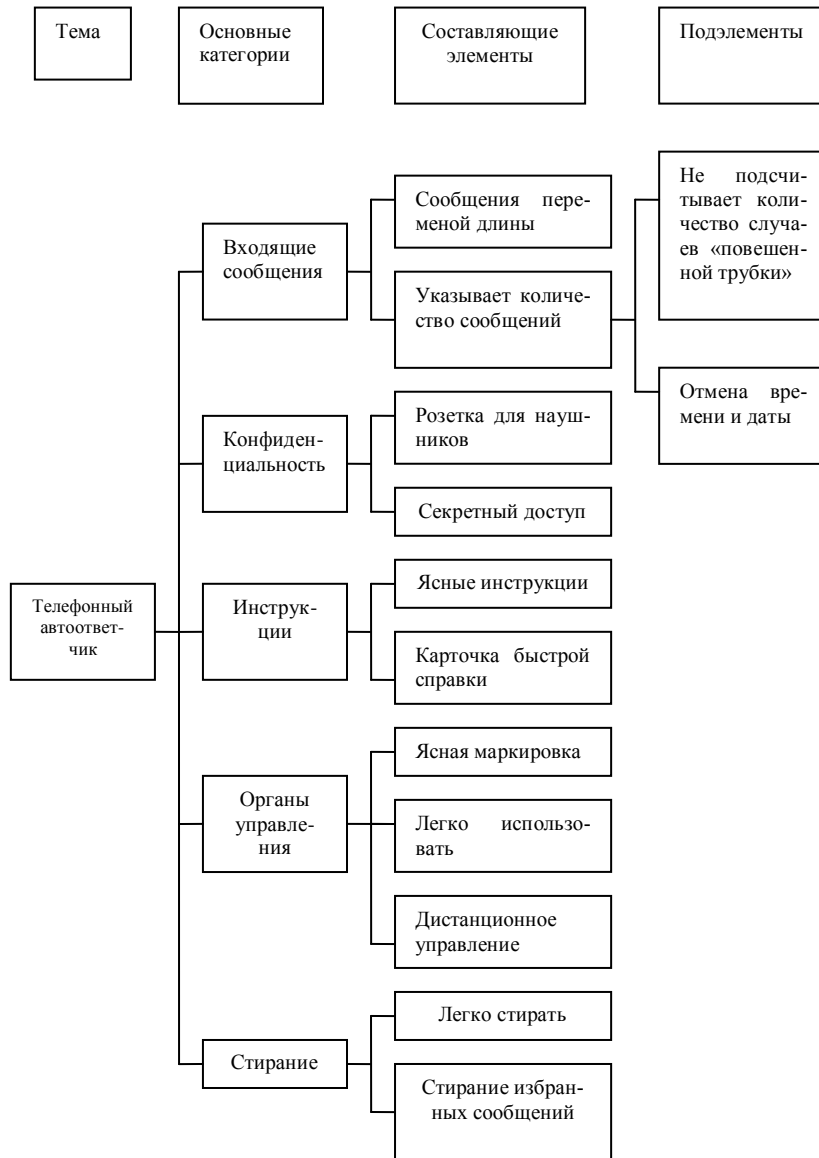 Тема
Основные
категории
Составляющие
элементы
Подэлементы
Не подсчи-
тывает коли-
чество случа-
ев «повешен-
ной трубки»
Сообщения пере-
меной длины
Входящие
сообщения
Указывает количе-
ство сообщений
Отмена вре-
мени и даты
Розетка для науш-
ников
Конфиден-
циальность
Секретный доступ
Ясные инструкции
Телефонный
автоответ-
чик
Инструк-
ции
Карточка быстрой
справки
Ясная маркировка
Органы
управле-
ния
Легко использо-
вать
Дистанционное
управление
Легко стирать
Стирание
Стирание избран-
ных сообщений